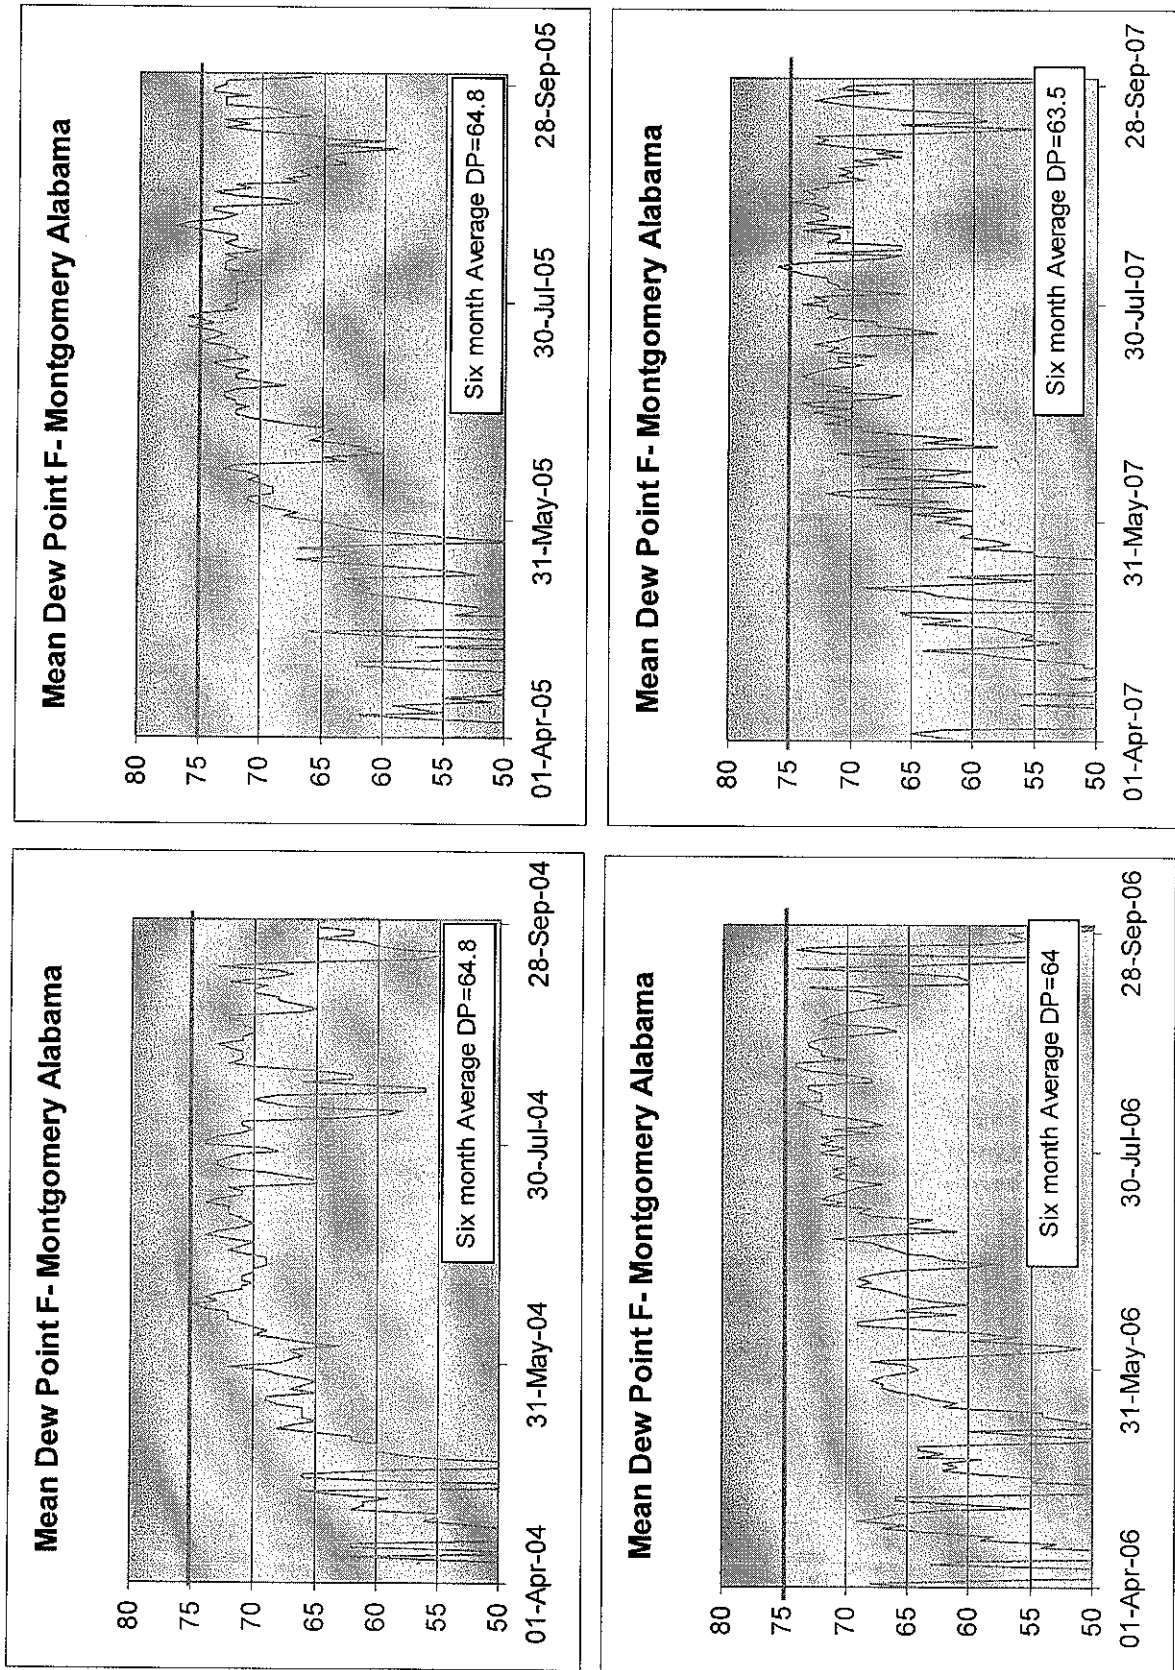 Mean Dew Point F- Montgomery Alabama
80
75
70
65
60
55
50
01-Apr-04
31-May-04
30-Jul-04
28-Sep-04
Six month Average DP=64.8
Mean Dew Point F- Montgomery Alabama
80
75
70
65
60
55
50
01-Apr-05
31-May-05
30-Jul-05
28-Sep-05
Six month Average DP=64.8
Mean Dew Point F- Montgomery Alabama
80
75
70
65
60
55
50
01-Apr-06
31-May-06
30-Jul-06
28-Sep-06
Six month Average DP=64
Mean Dew Point F- Montgomery Alabama
80
75
70
65
60
55
50
01-Apr-07
31-May-07
30-Jul-07
28-Sep-07
Six month Average DP=63.5